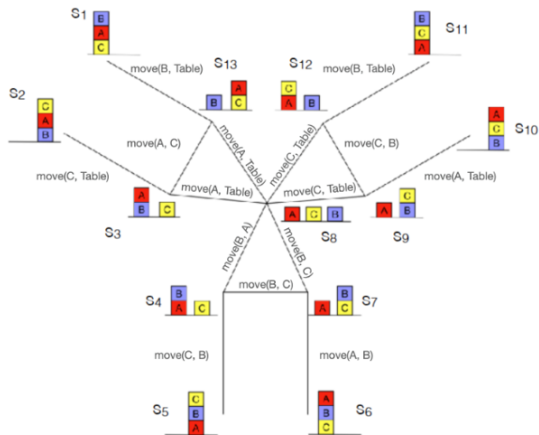 S1
B
A
C
S13
A
B C
S12
C
A B
B
C
A
S11
move(B, Table)
move(B, Table)
S2
C
A
B
move(A, C)
move(A, Table)
move(C, Table)
move(C, B)
A
C
B
S10
move(C, Table)
move(A, Table)
move(C, Table)
move(A, Table)
A
B C
S3
A C B
S8
C
A B
S9
move(B, A)
move(B, C)
S4
B
A C
move(B, C)
B
A C
S7
move(C, B)
move(A, B)
S5
C
B
A
A
B
C
S6